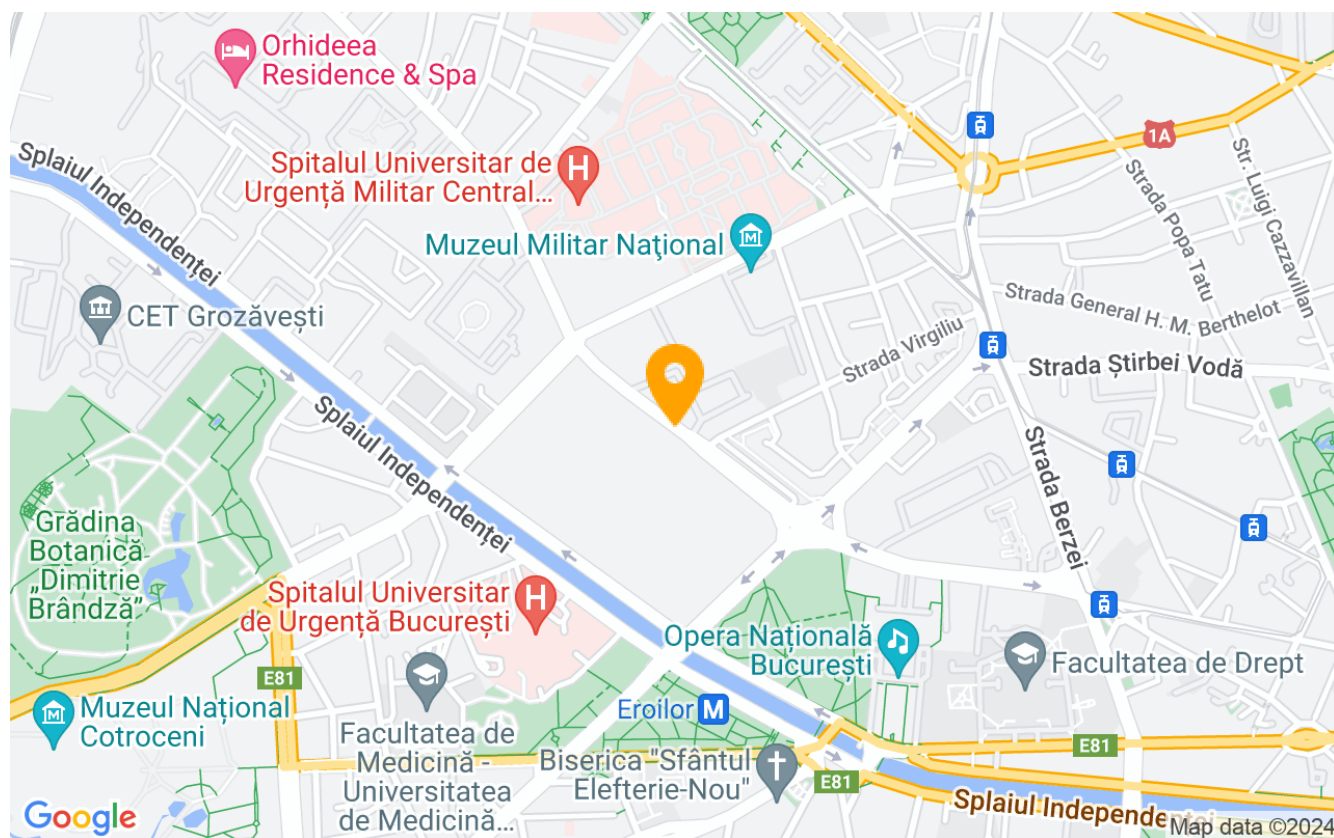 Orhideea
Residence & Spa
1A
Splaiul Independenței
Spitalul Universitar de
Urgență Militar Central...
H
Str. Luigi Cazzavillan
Strada Popa Tatu
Muzeul Militar Național
M
CET Grozăvești
Strada General H. M. Berthelot
Strada Virgiliu
Strada Știrbei Vodă
Splaiul Independenței
Strada Berzei
Grădina
Botanică
„Dimitrie
Brândză”
Spitalul Universitar
de Urgență București
H
Opera Națională
București
Facultatea de Drept
E81
Muzeul Național
Cotroceni
M
Eroilor
M
Facultatea de
Medicină -
Universitatea
de Medicină...
Biserica "Sfântul
Elefterie-Nou"
E81
E81
Splaiul Independenței
Google
Map data ©2024